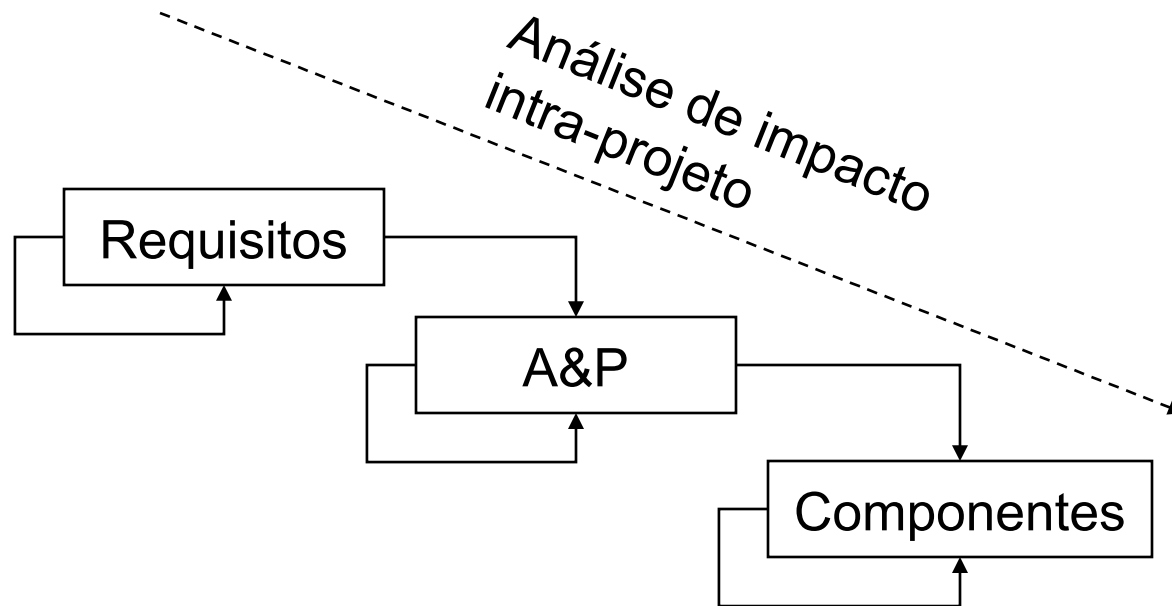 Análise de impacto
intra-projeto
Requisitos
A&P
Componentes